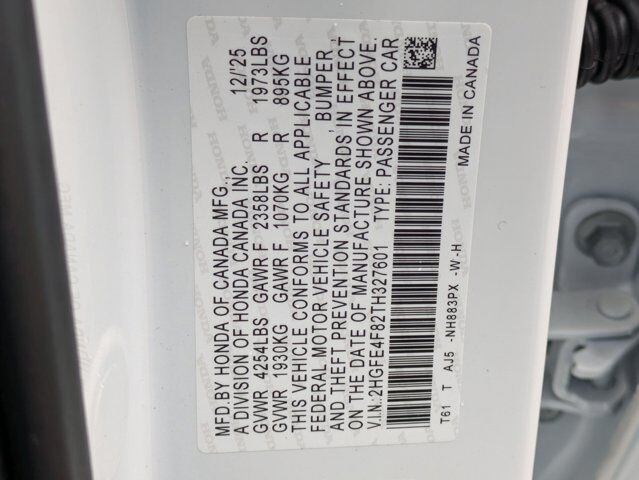 MFD BY HONDA OF CANADA MFG.,
A DIVISION OF HONDA CANADA INC. 12/'25
GVWR 4254LBS GAWR F 2358LBS R 1973LBS
GVWR 1930KG GAWR F 1070KG R 895KG
THIS VEHICLE CONFORMS TO ALL APPLICABLE
FEDERAL MOTOR VEHICLE SAFETY, BUMPER
AND THEFT PREVENTION STANDARDS IN EFFECT
ON THE DATE OF MANUFACTURE SHOWN ABOVE.
V.I.N.: 2HGFE4F82TH327601 TYPE: PASSENGER CAR
T61 T AJ5 -NH883PX -W-H MADE IN CANADA